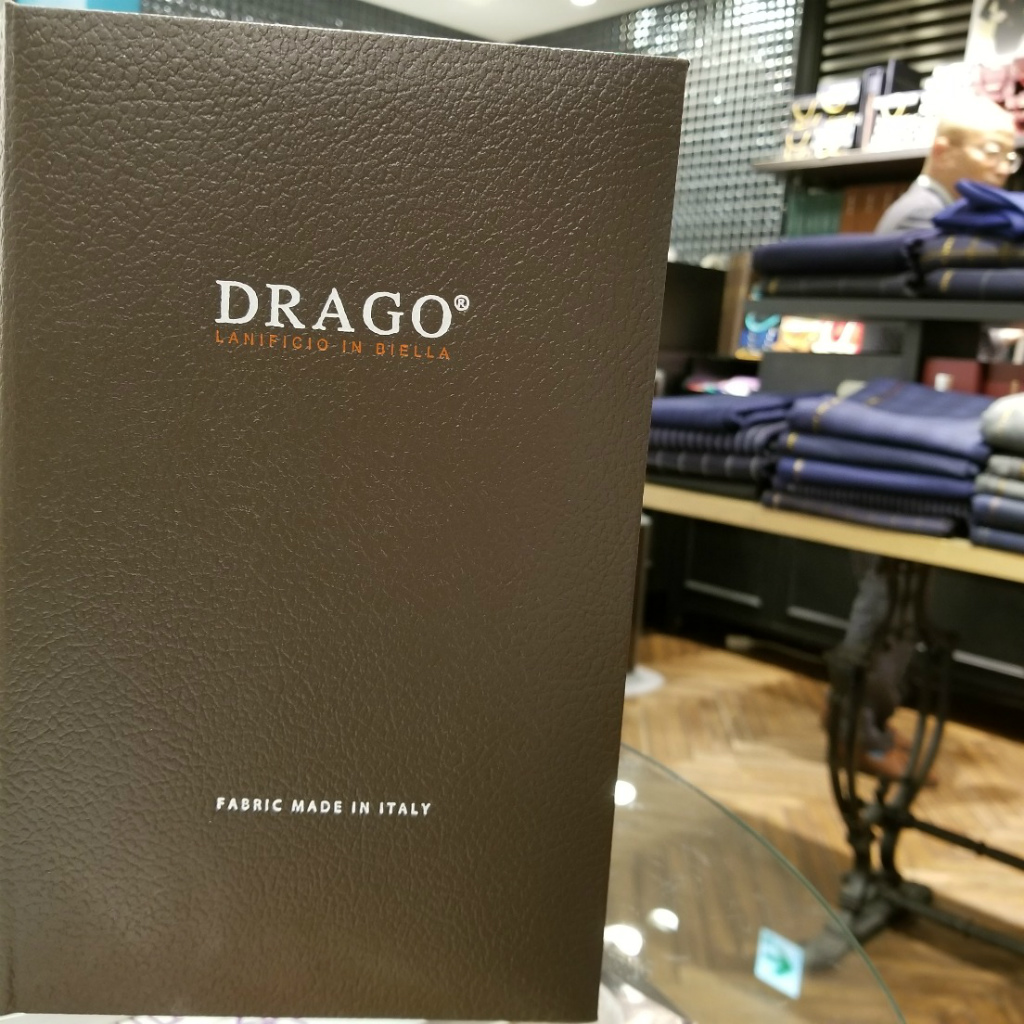 DRAGO®
LANIFICIO IN BIELLA
FABRIC MADE IN ITALY